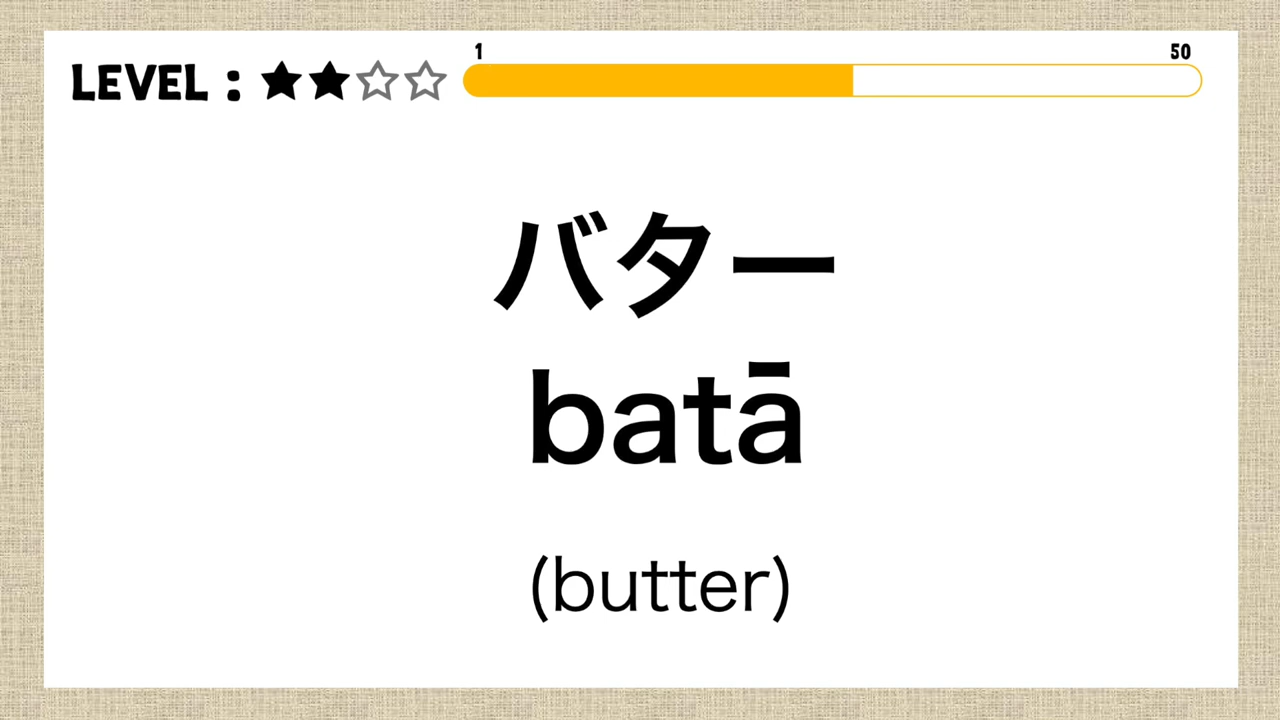 1 50
LEVEL : ★★☆☆
バター
batā
(butter)